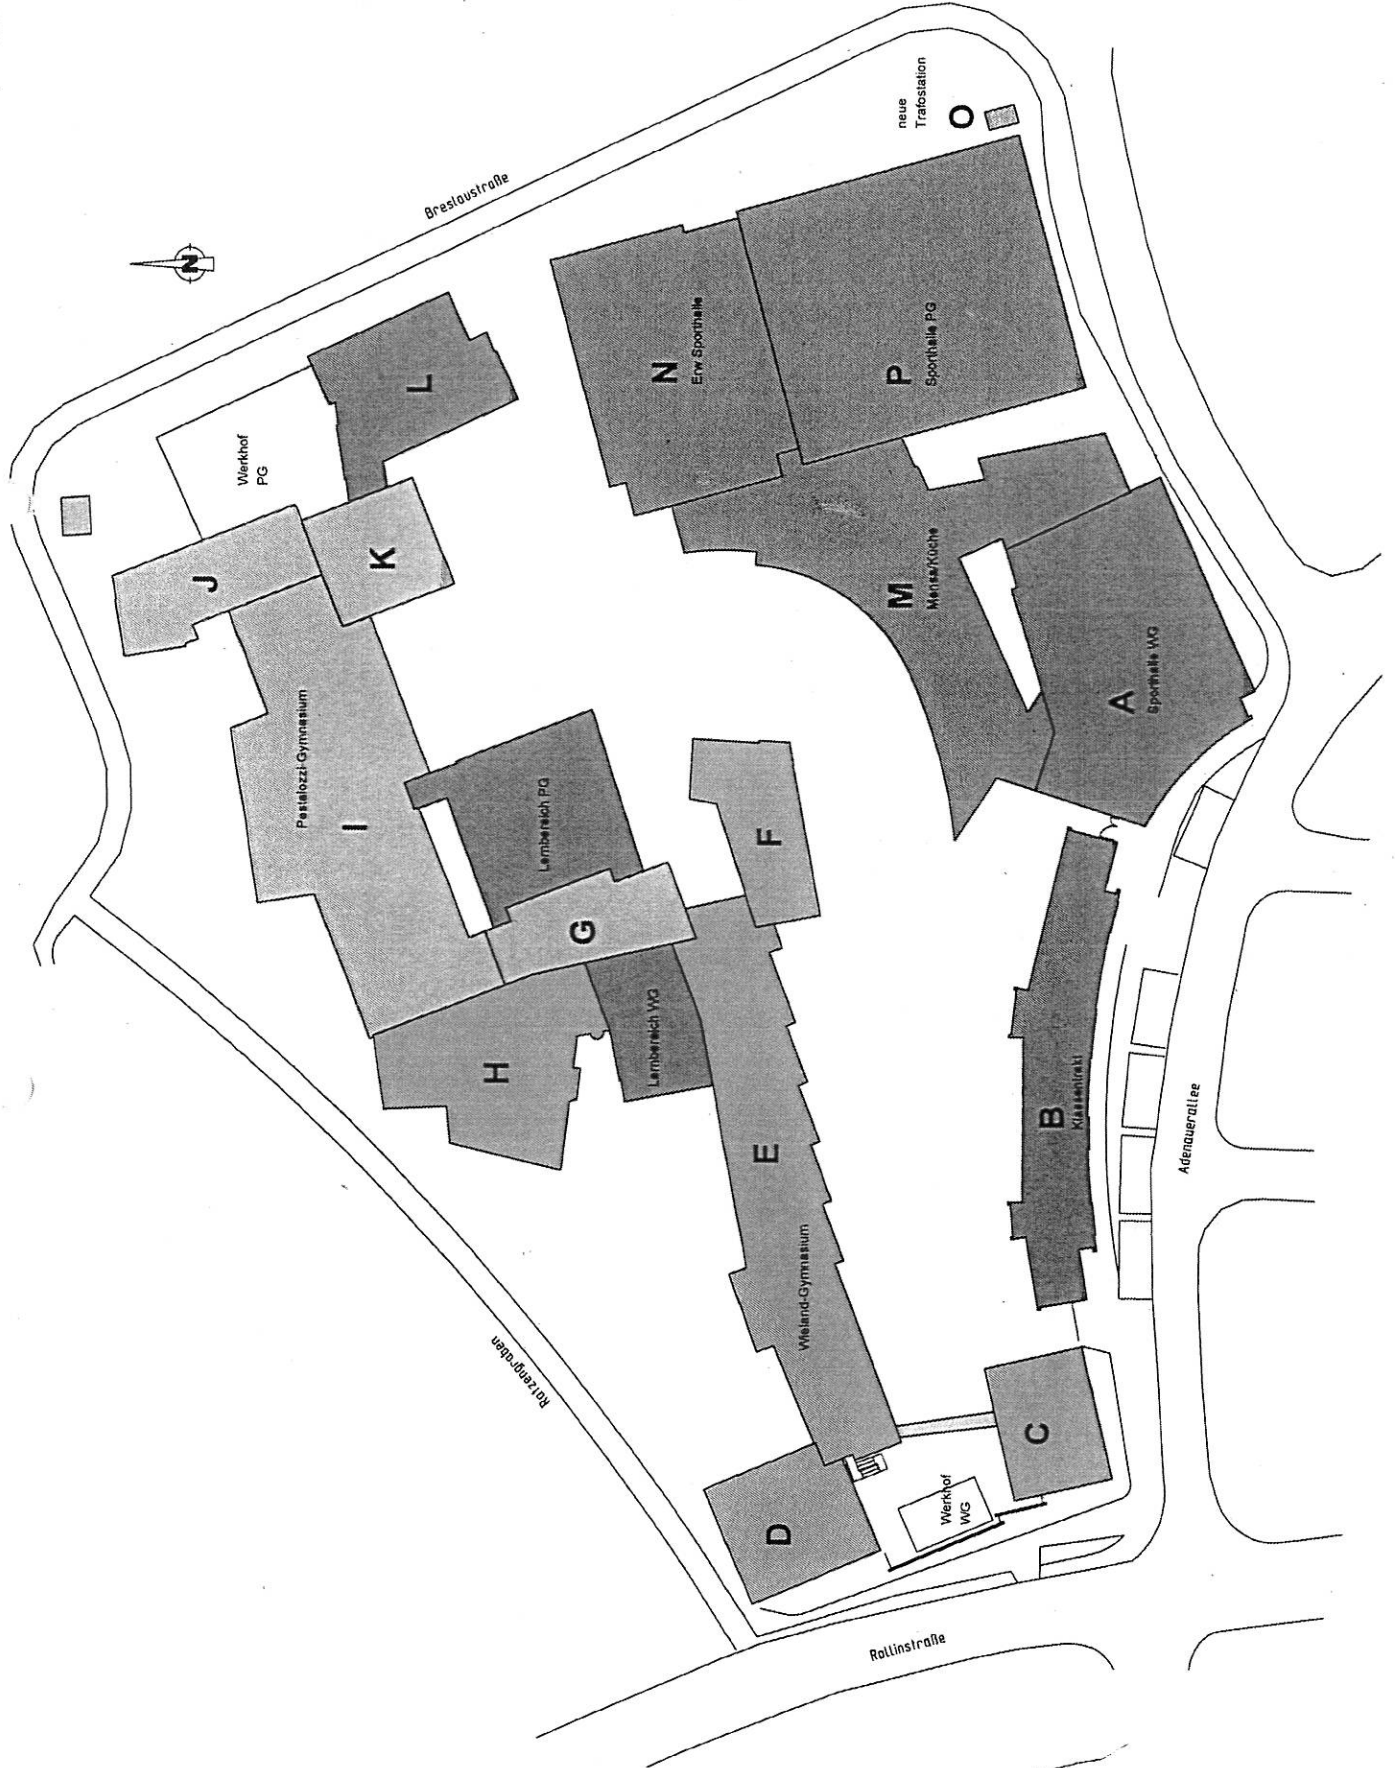 neue
Trafostation
O
Breslaustraße
N
L
Werkhof
PG
N
Erw Sporthalle
P
Sporthalle PG
K
J
M
Mensa/Küche
Pestalozzi-Gymnasium
I
A
Sporthalle WG
Lernbereich PG
F
G
Lernbereich WG
H
E
Wieland-Gymnasium
B
Klassentrakt
Adenauerallee
Ratzengraben
C
Werkhof
WG
D
Rollinstraße